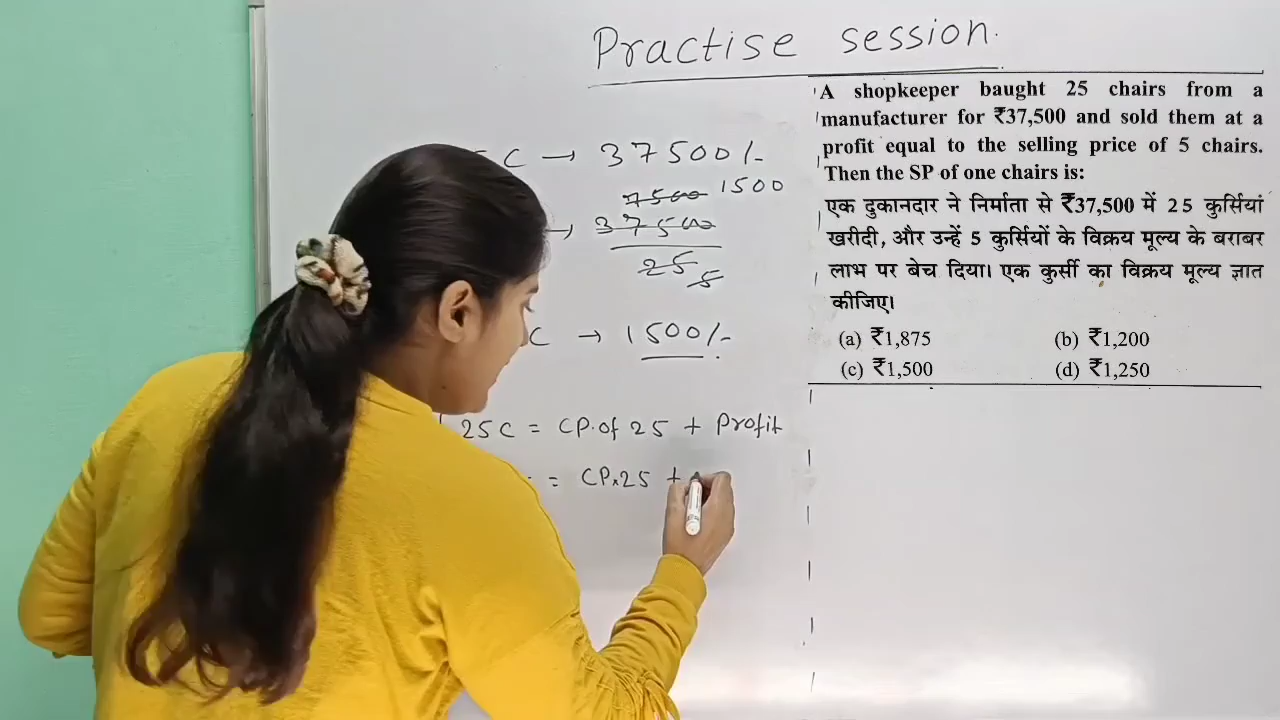 Practise session.
C → 37500/-
7500 1500
→ 37500
25 5
C → 1500/-
25C = CP.of 25 + Profit
= CP×25 +
A shopkeeper baught 25 chairs from a
manufacturer for ₹37,500 and sold them at a
profit equal to the selling price of 5 chairs.
Then the SP of one chairs is:
एक दुकानदार ने निर्माता से ₹37,500 में 25 कुर्सियां
खरीदी, और उन्हें 5 कुर्सियों के विक्रय मूल्य के बराबर
लाभ पर बेच दिया। एक कुर्सी का विक्रय मूल्य ज्ञात
कीजिए।
(a) ₹1,875 (b) ₹1,200
(c) ₹1,500 (d) ₹1,250